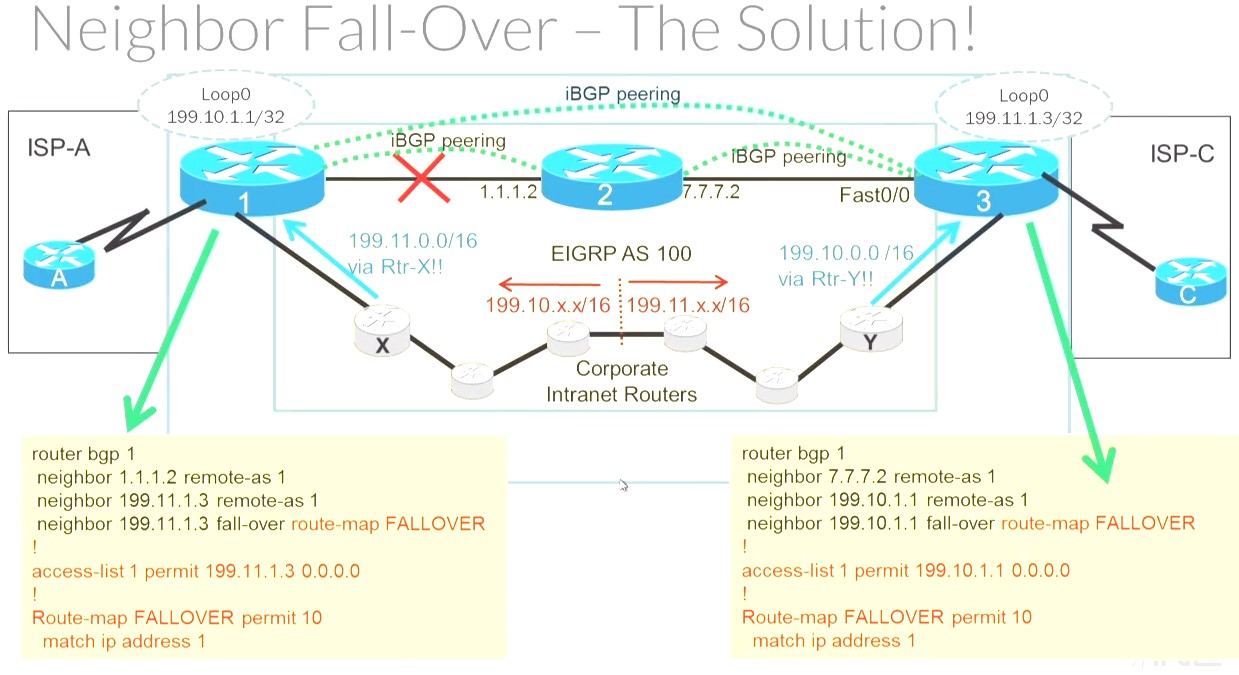 Neighbor Fall-Over – The Solution!
Loop0
199.10.1.1/32
iBGP peering
Loop0
199.11.1.3/32
ISP-A
iBGP peering
iBGP peering
ISP-C
1
1.1.1.2
2
7.7.7.2
Fast0/0
3
A
199.11.0.0/16
via Rtr-X!!
EIGRP AS 100
199.10.0.0 /16
via Rtr-Y!!
C
199.10.x.x/16
199.11.x.x/16
X
Y
Corporate
Intranet Routers
router bgp 1
neighbor 1.1.1.2 remote-as 1
neighbor 199.11.1.3 remote-as 1
neighbor 199.11.1.3 fall-over route-map FALLOVER
!
access-list 1 permit 199.11.1.3 0.0.0.0
!
Route-map FALLOVER permit 10
match ip address 1
router bgp 1
neighbor 7.7.7.2 remote-as 1
neighbor 199.10.1.1 remote-as 1
neighbor 199.10.1.1 fall-over route-map FALLOVER
!
access-list 1 permit 199.10.1.1 0.0.0.0
!
Route-map FALLOVER permit 10
match ip address 1